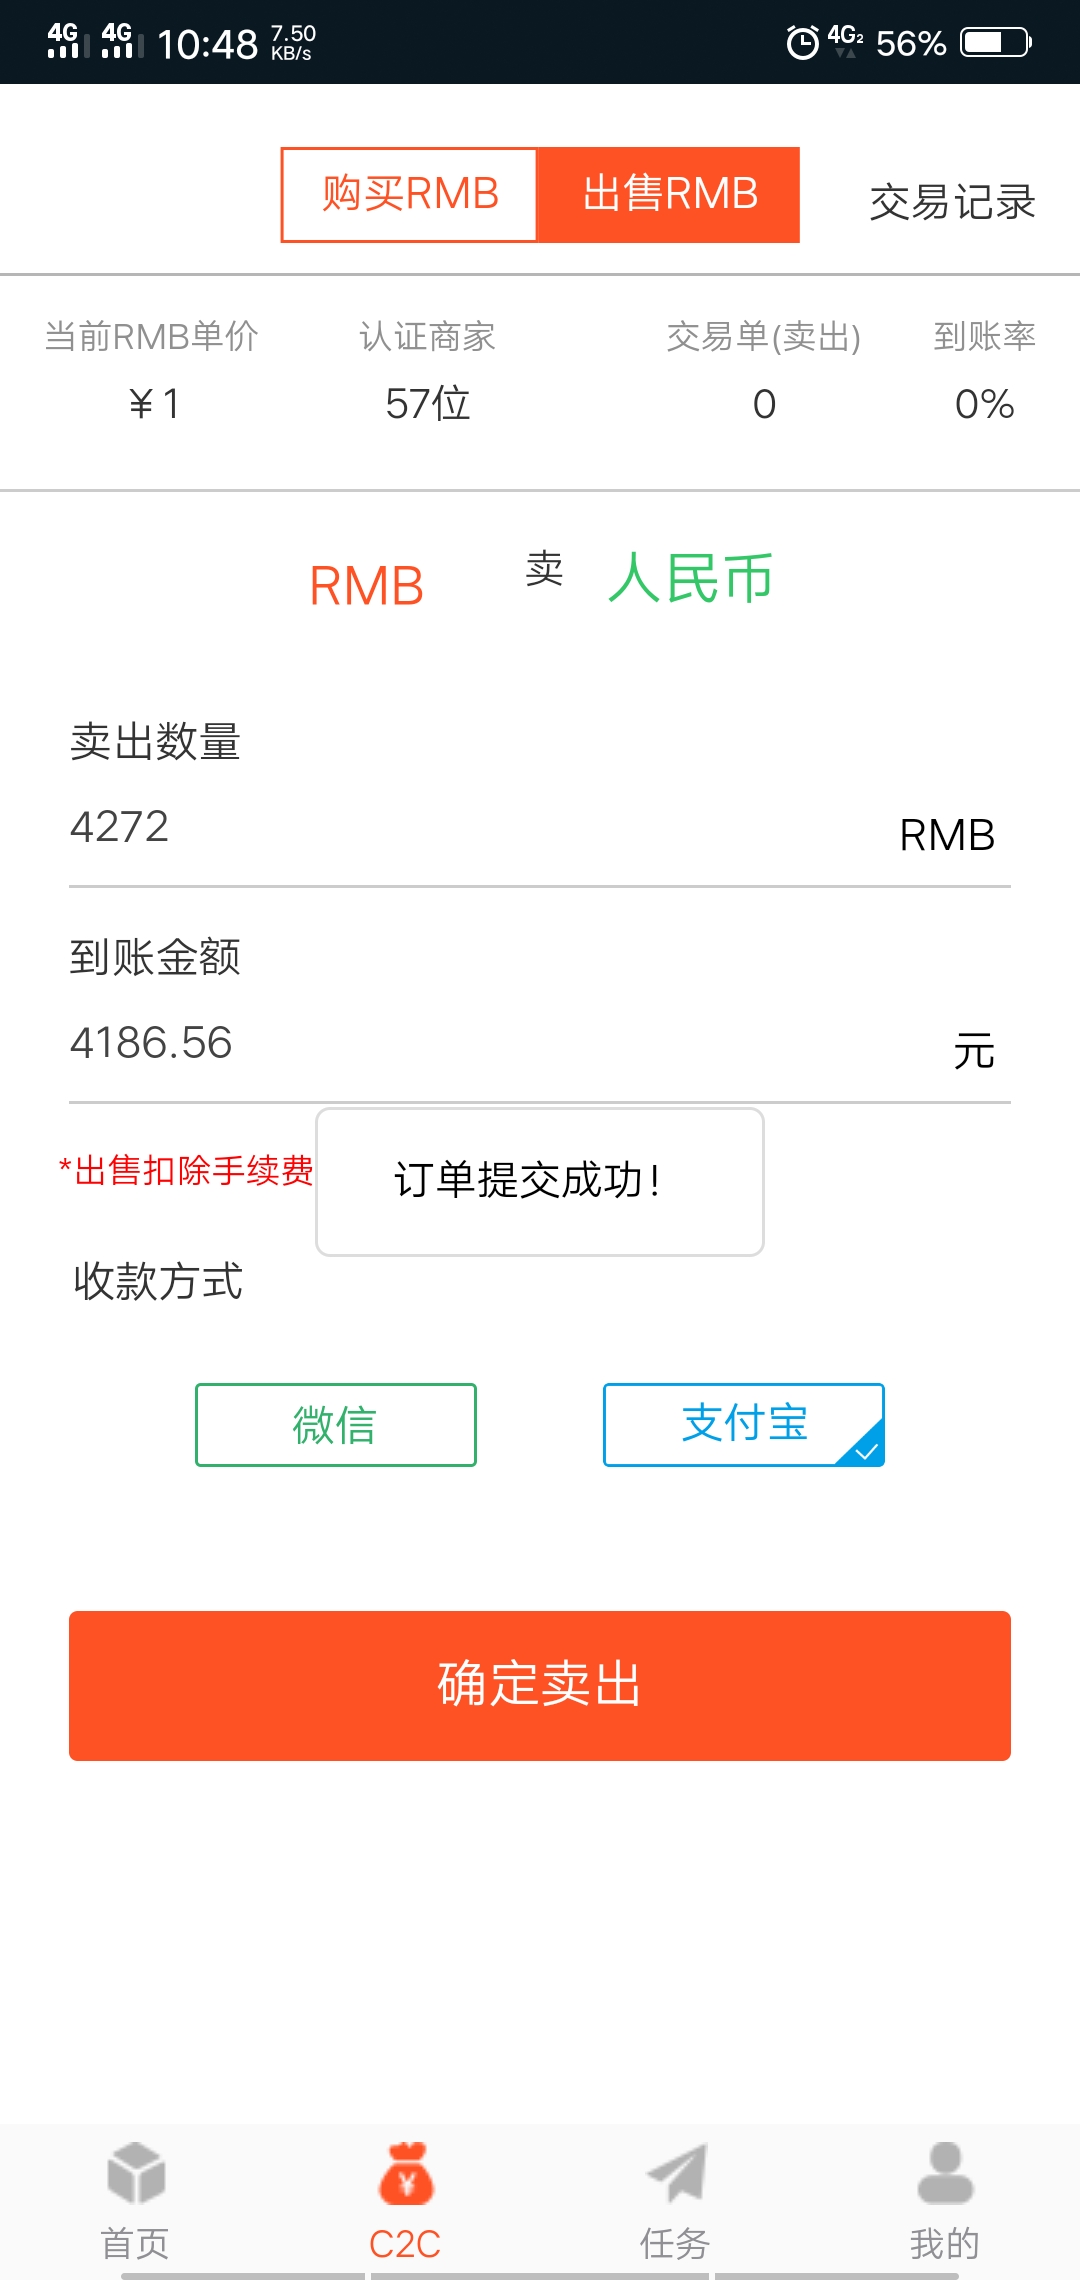 4G 4G 10:48 7.50 KB/s 4G2 56%
购买RMB 出售RMB 交易记录
当前RMB单价 认证商家 交易单(卖出) 到账率
¥1 57位 0 0%
RMB 卖 人民币
卖出数量
4272 RMB
到账金额
4186.56 元
*出售扣除手续费
订单提交成功!
收款方式
微信 支付宝
确定卖出
首页 C2C 任务 我的